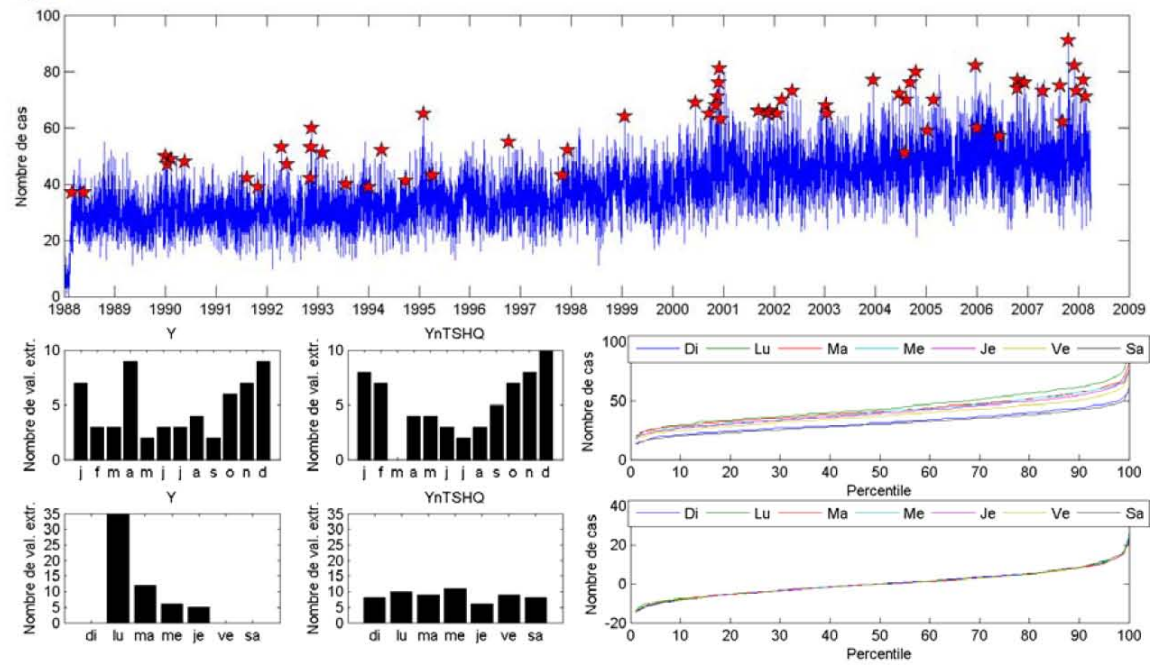 100
80
60
40
20
0
Nombre de cas
1988 1989 1990 1991 1992 1993 1994 1995 1996 1997 1998 1999 2000 2001 2002 2003 2004 2005 2006 2007 2008 2009
Y
10
5
0
Nombre de val. extr.
j f m a m j j a s o n d
YnTSHQ
10
5
0
Nombre de val. extr.
j f m a m j j a s o n d
100
50
0
Nombre de cas
Di Lu Ma Me Je Ve Sa
0 10 20 30 40 50 60 70 80 90 100
Percentile
Y
35
30
25
20
15
10
5
0
Nombre de val. extr.
di lu ma me je ve sa
YnTSHQ
35
30
25
20
15
10
5
0
Nombre de val. extr.
di lu ma me je ve sa
40
20
0
-20
Nombre de cas
Di Lu Ma Me Je Ve Sa
0 10 20 30 40 50 60 70 80 90 100
Percentile